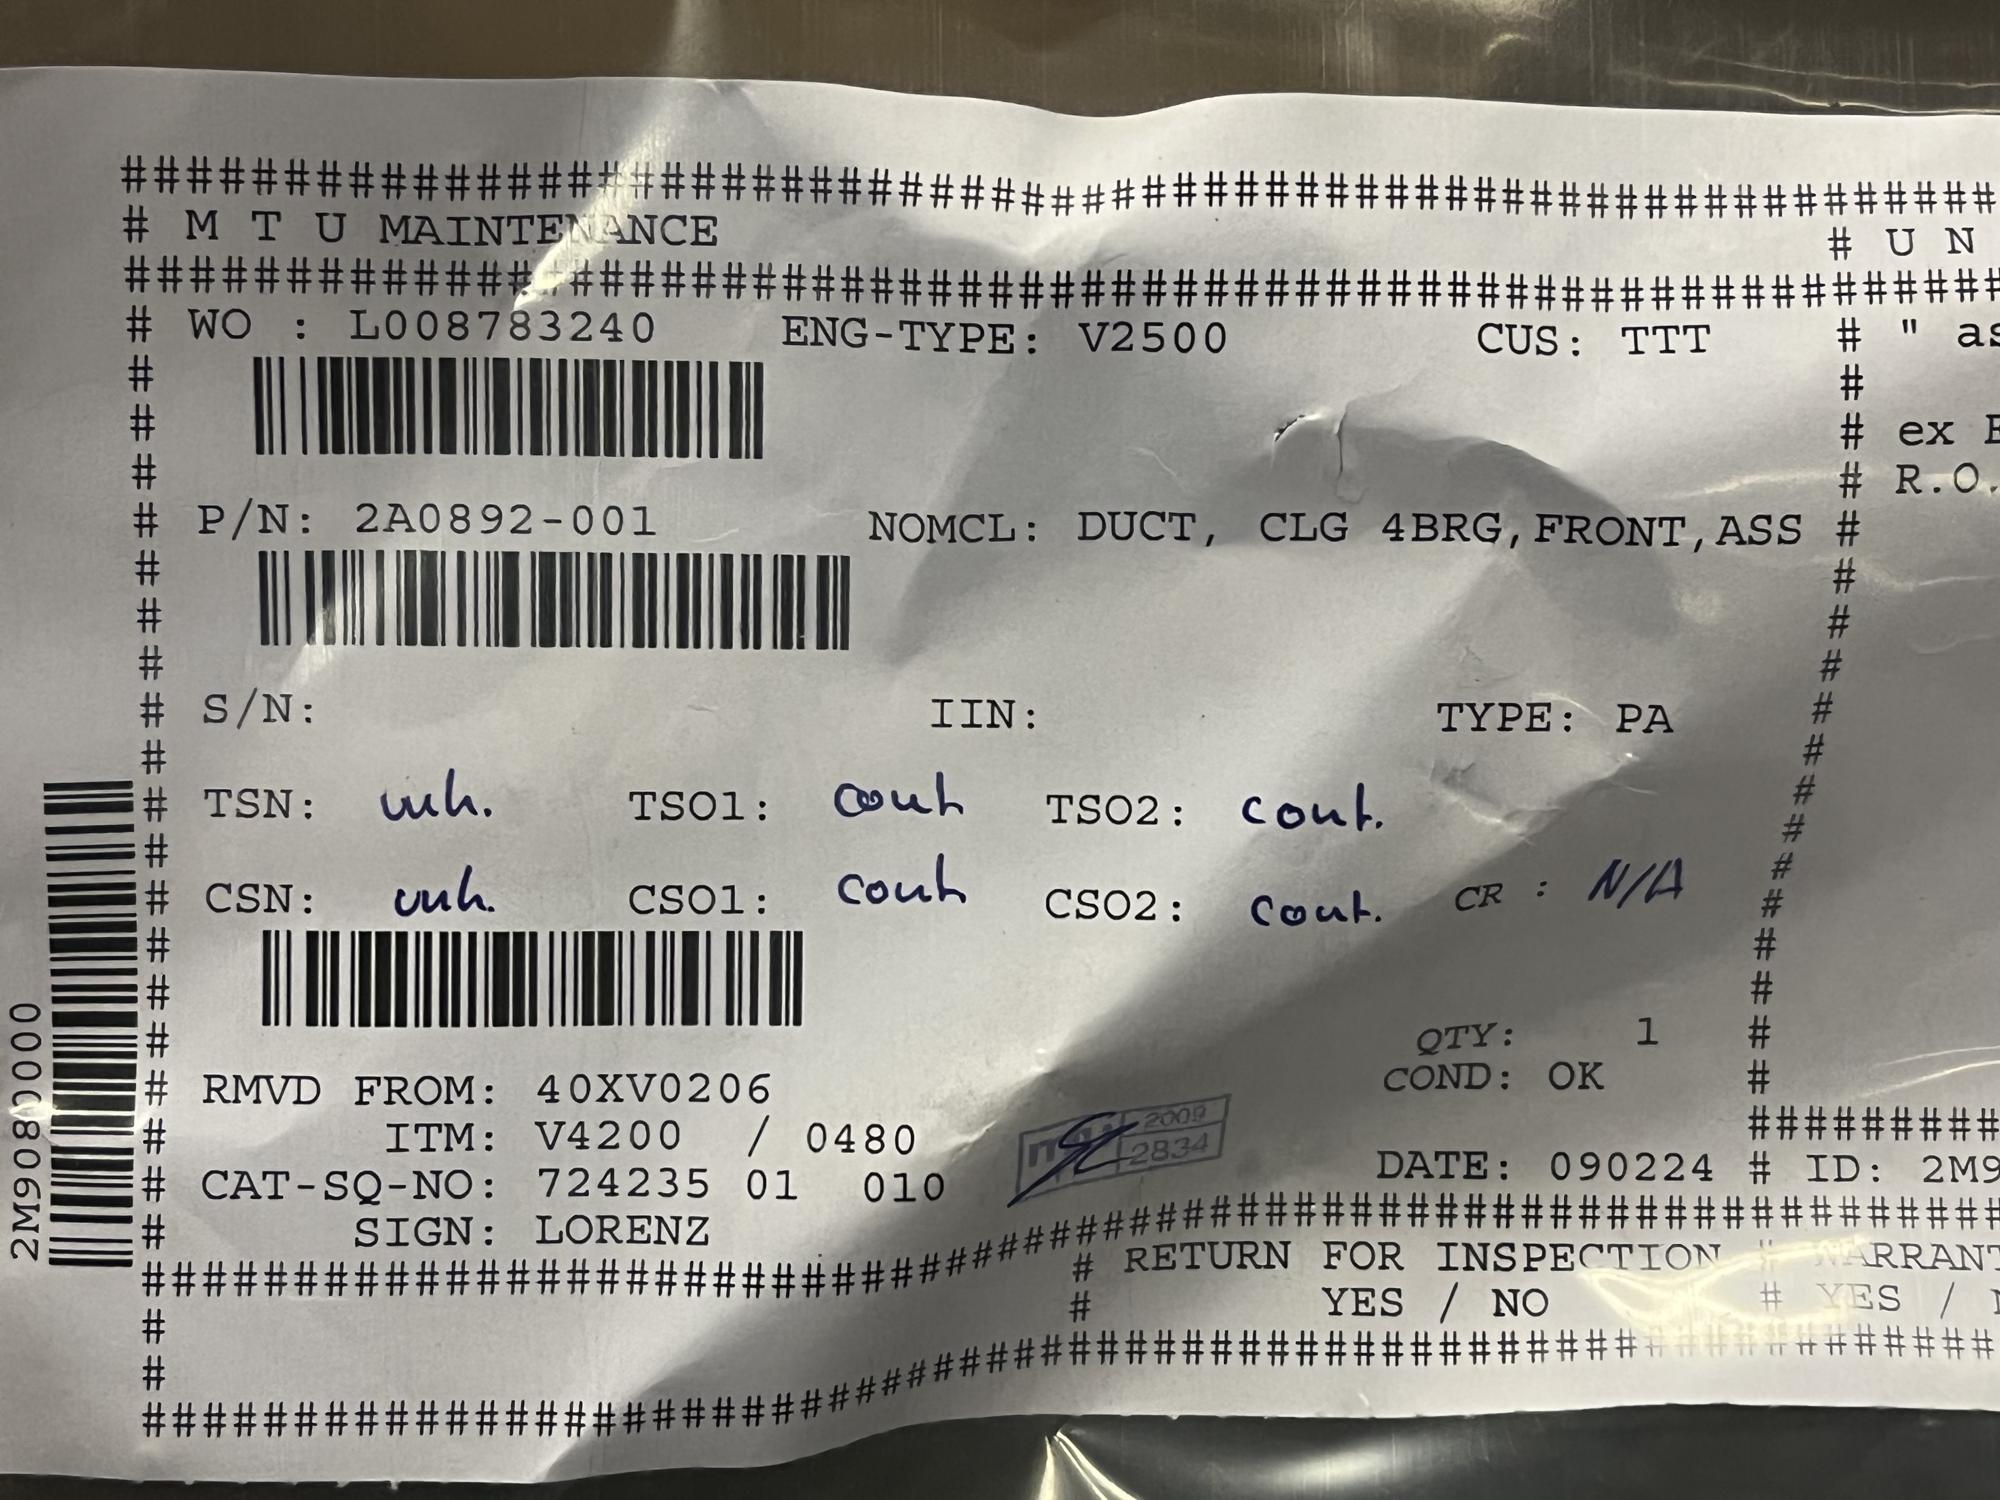 ####################################################
# M T U MAINTENANCE # U N
####################################################
# WO : L008783240 ENG-TYPE: V2500 CUS: TTT # " as
#
# ex E
# R.O.
# P/N: 2A0892-001 NOMCL: DUCT, CLG 4BRG,FRONT,ASS #
# S/N: IIN: TYPE: PA #
# TSN: unk. TSO1: cont TSO2: cont. #
# CSN: unk. CSO1: cont CSO2: cont. CR : N/A #
# QTY: 1 #
# COND: OK #
# RMVD FROM: 40XV0206
# ITM: V4200 / 0480
2009
2834
# CAT-SQ-NO: 724235 01 010 DATE: 090224 # ID: 2M9
# SIGN: LORENZ
####################################################
# RETURN FOR INSPECTION # WARRANT
# YES / NO # YES /
####################################################
2M9080000